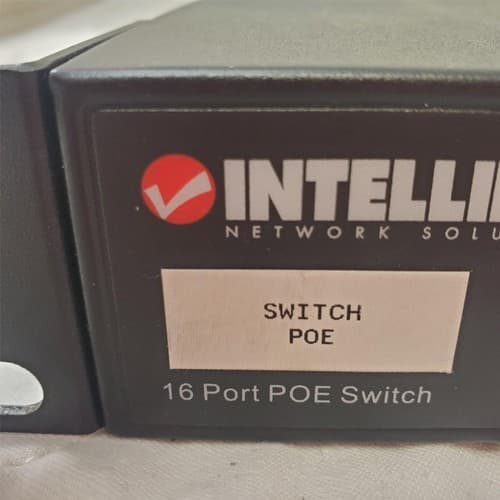 INTELLI
NETWORK SOLU
SWITCH
POE
16 Port POE Switch